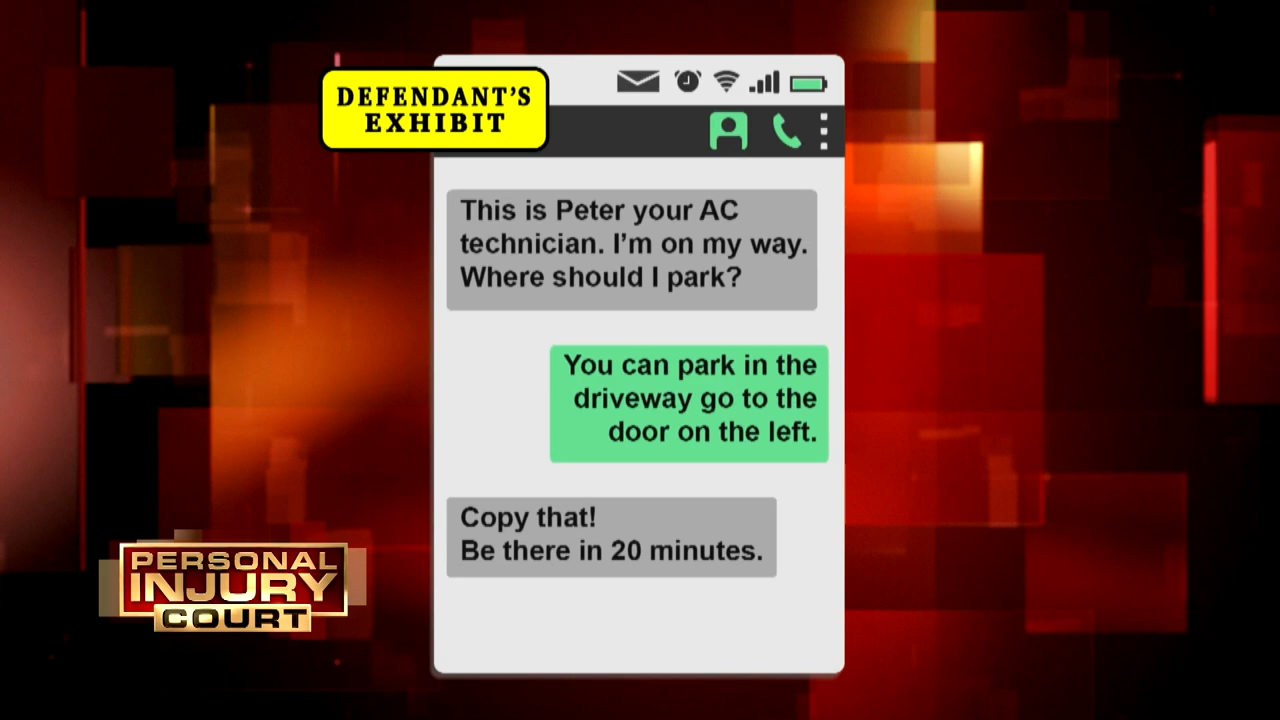 DEFENDANT'S
EXHIBIT
This is Peter your AC
technician. I'm on my way.
Where should I park?
You can park in the
driveway go to the
door on the left.
Copy that!
Be there in 20 minutes.
PERSONAL
INJURY
COURT